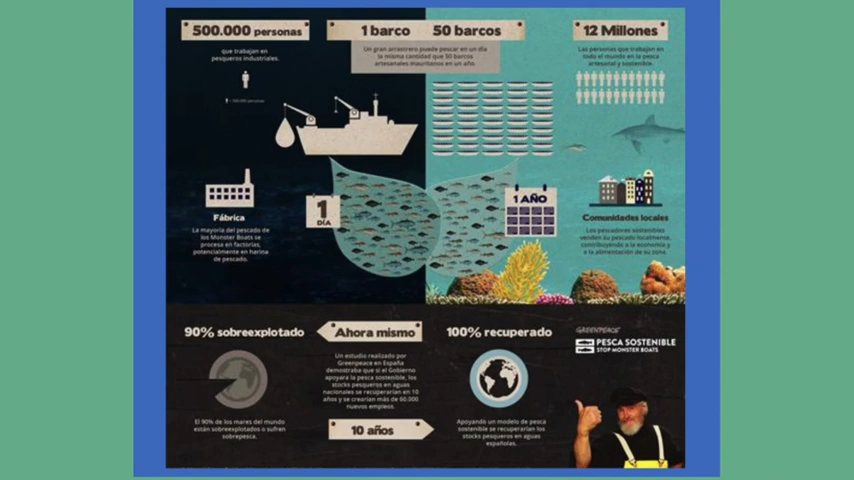 500.000 personas
que trabajan en
pesqueros industriales.
1 barco 50 barcos
Un gran arrastrero puede pescar en un día
la misma cantidad que 50 barcos
artesanales mauritanos en un año.
12 Millones
Las personas que trabajan en
todo el mundo en la pesca
artesanal y sostenible.
1
DÍA
1 AÑO
Fábrica
La mayoría del pescado de
los Monster Boats se
procesa en factorías,
potencialmente en harina
de pescado.
Comunidades locales
Los pescadores sostenibles
venden su pescado localmente,
contribuyendo a la economía y
a la alimentación de su zona.
90% sobreexplotado
El 90% de los mares del mundo
están sobreexplotados o sufren
sobrepesca.
Ahora mismo
Un estudio realizado por
Greenpeace en España
demostraba que si el Gobierno
apoyara la pesca sostenible, los
stocks pesqueros en aguas
nacionales se recuperarían en 10
años y se crearían más de 60.000
nuevos empleos.
10 años
100% recuperado
Apoyando un modelo de pesca
sostenible se recuperarían los
stocks pesqueros en aguas
españolas.
GREENPEACE
PESCA SOSTENIBLE
STOP MONSTER BOATS